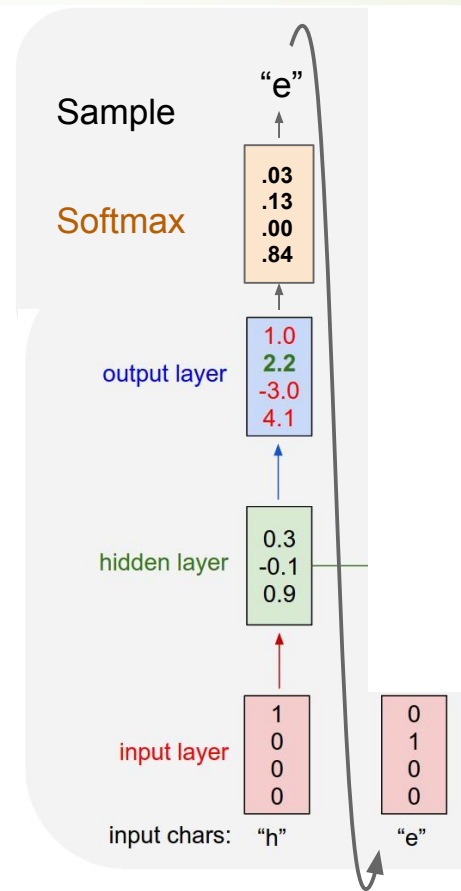 “e”
Sample
.03
.13
.00
.84
Softmax
1.0
2.2
-3.0
4.1
output layer
0.3
-0.1
0.9
hidden layer
1
0
0
0
input layer
0
1
0
0
input chars: “h” “e”